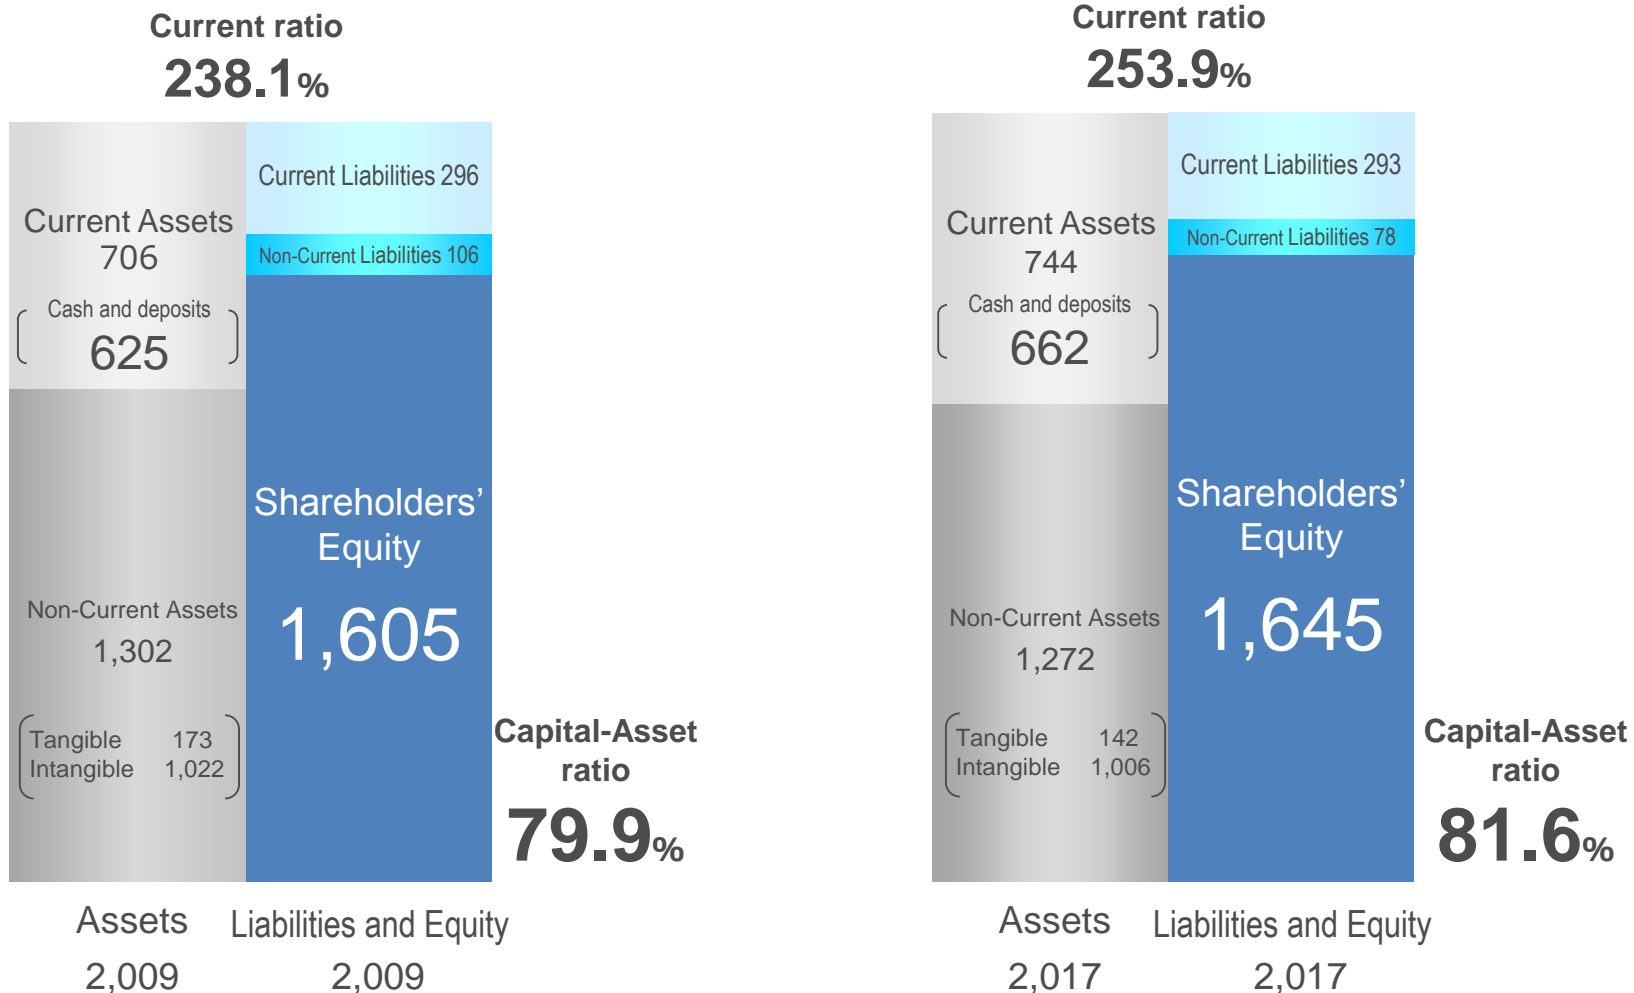 Current ratio
238.1%
Current Assets
706
Cash and deposits
625
Non-Current Assets
1,302
Tangible 173
Intangible 1,022
Current Liabilities 296
Non-Current Liabilities 106
Shareholders’
Equity
1,605
Capital-Asset
ratio
79.9%
Assets
2,009
Liabilities and Equity
2,009
Current ratio
253.9%
Current Assets
744
Cash and deposits
662
Non-Current Assets
1,272
Tangible 142
Intangible 1,006
Current Liabilities 293
Non-Current Liabilities 78
Shareholders’
Equity
1,645
Capital-Asset
ratio
81.6%
Assets
2,017
Liabilities and Equity
2,017